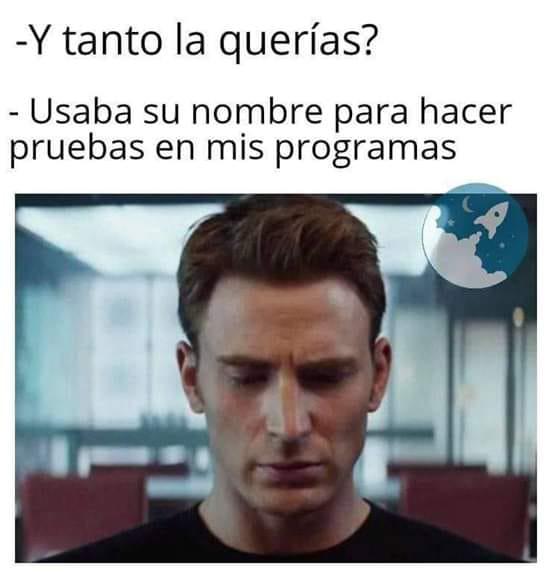 -Y tanto la querías?
- Usaba su nombre para hacer
pruebas en mis programas